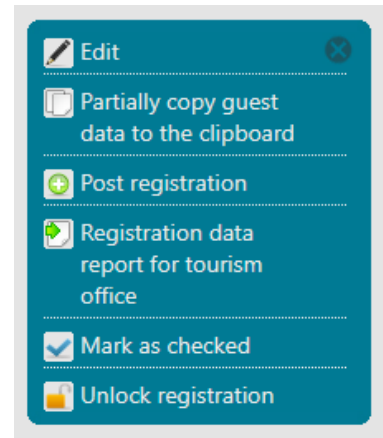 Edit
Partially copy guest
data to the clipboard
Post registration
Registration data
report for tourism
office
Mark as checked
Unlock registration